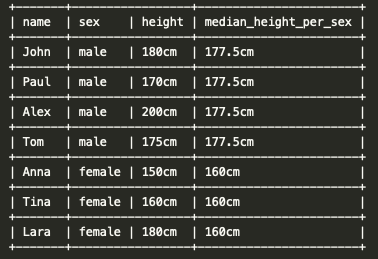 | name | sex | height | median_height_per_sex |
| John | male | 180cm | 177.5cm |
| Paul | male | 170cm | 177.5cm |
| Alex | male | 200cm | 177.5cm |
| Tom | male | 175cm | 177.5cm |
| Anna | female | 150cm | 160cm |
| Tina | female | 160cm | 160cm |
| Lara | female | 180cm | 160cm |